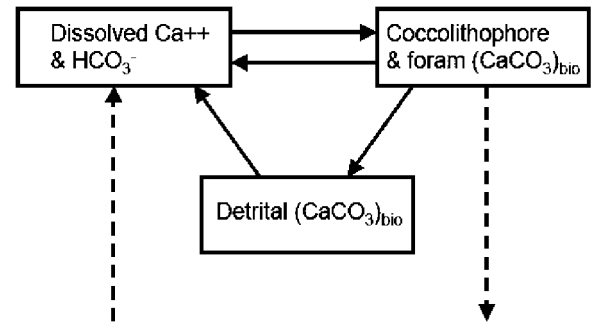 Dissolved Ca++
& HCO₃⁻
Coccolithophore
& foram (CaCO₃)bio
Detrital (CaCO₃)bio